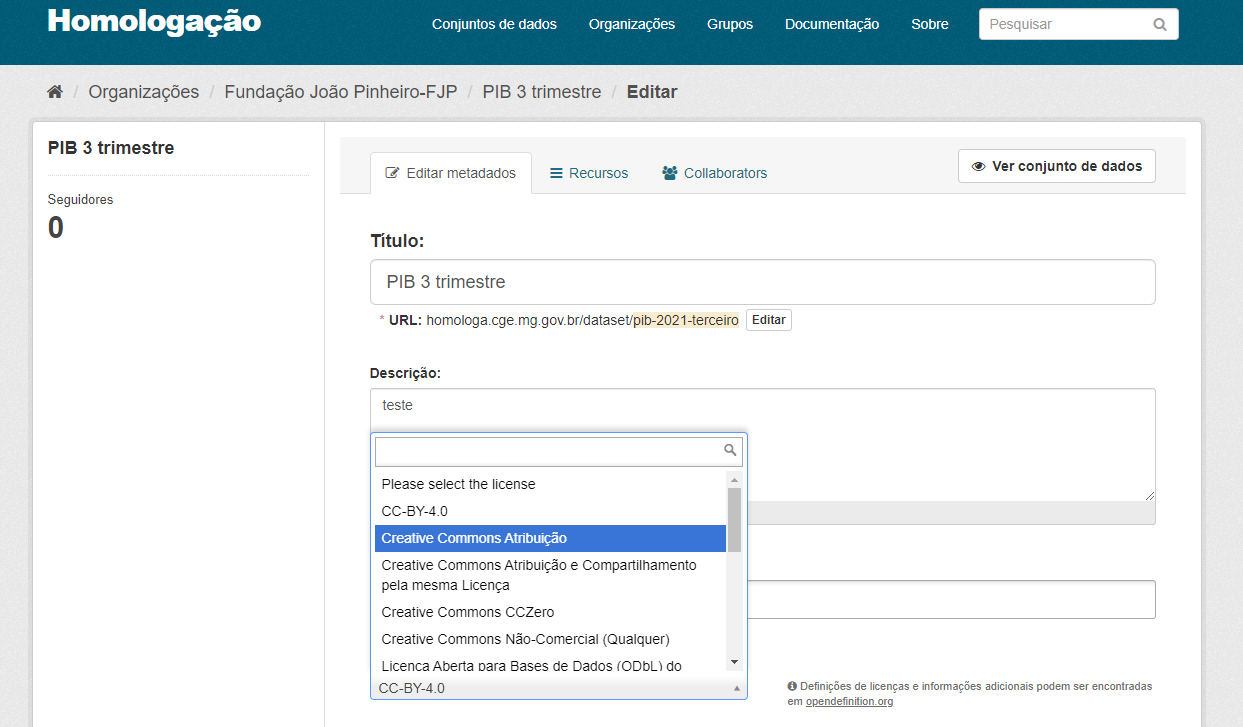 Homologação
Conjuntos de dados Organizações Grupos Documentação Sobre Pesquisar
/ Organizações / Fundação João Pinheiro-FJP / PIB 3 trimestre / Editar
PIB 3 trimestre
Seguidores
0
Editar metadados Recursos Collaborators Ver conjunto de dados
Título:
PIB 3 trimestre
* URL: homologa.cge.mg.gov.br/dataset/pib-2021-terceiro Editar
Descrição:
teste
Please select the license
CC-BY-4.0
Creative Commons Atribuição
Creative Commons Atribuição e Compartilhamento
pela mesma Licença
Creative Commons CCZero
Creative Commons Não-Comercial (Qualquer)
Licença Aberta para Bases de Dados (ODbL) do
CC-BY-4.0
Definições de licenças e informações adicionais podem ser encontradas
em opendefinition.org